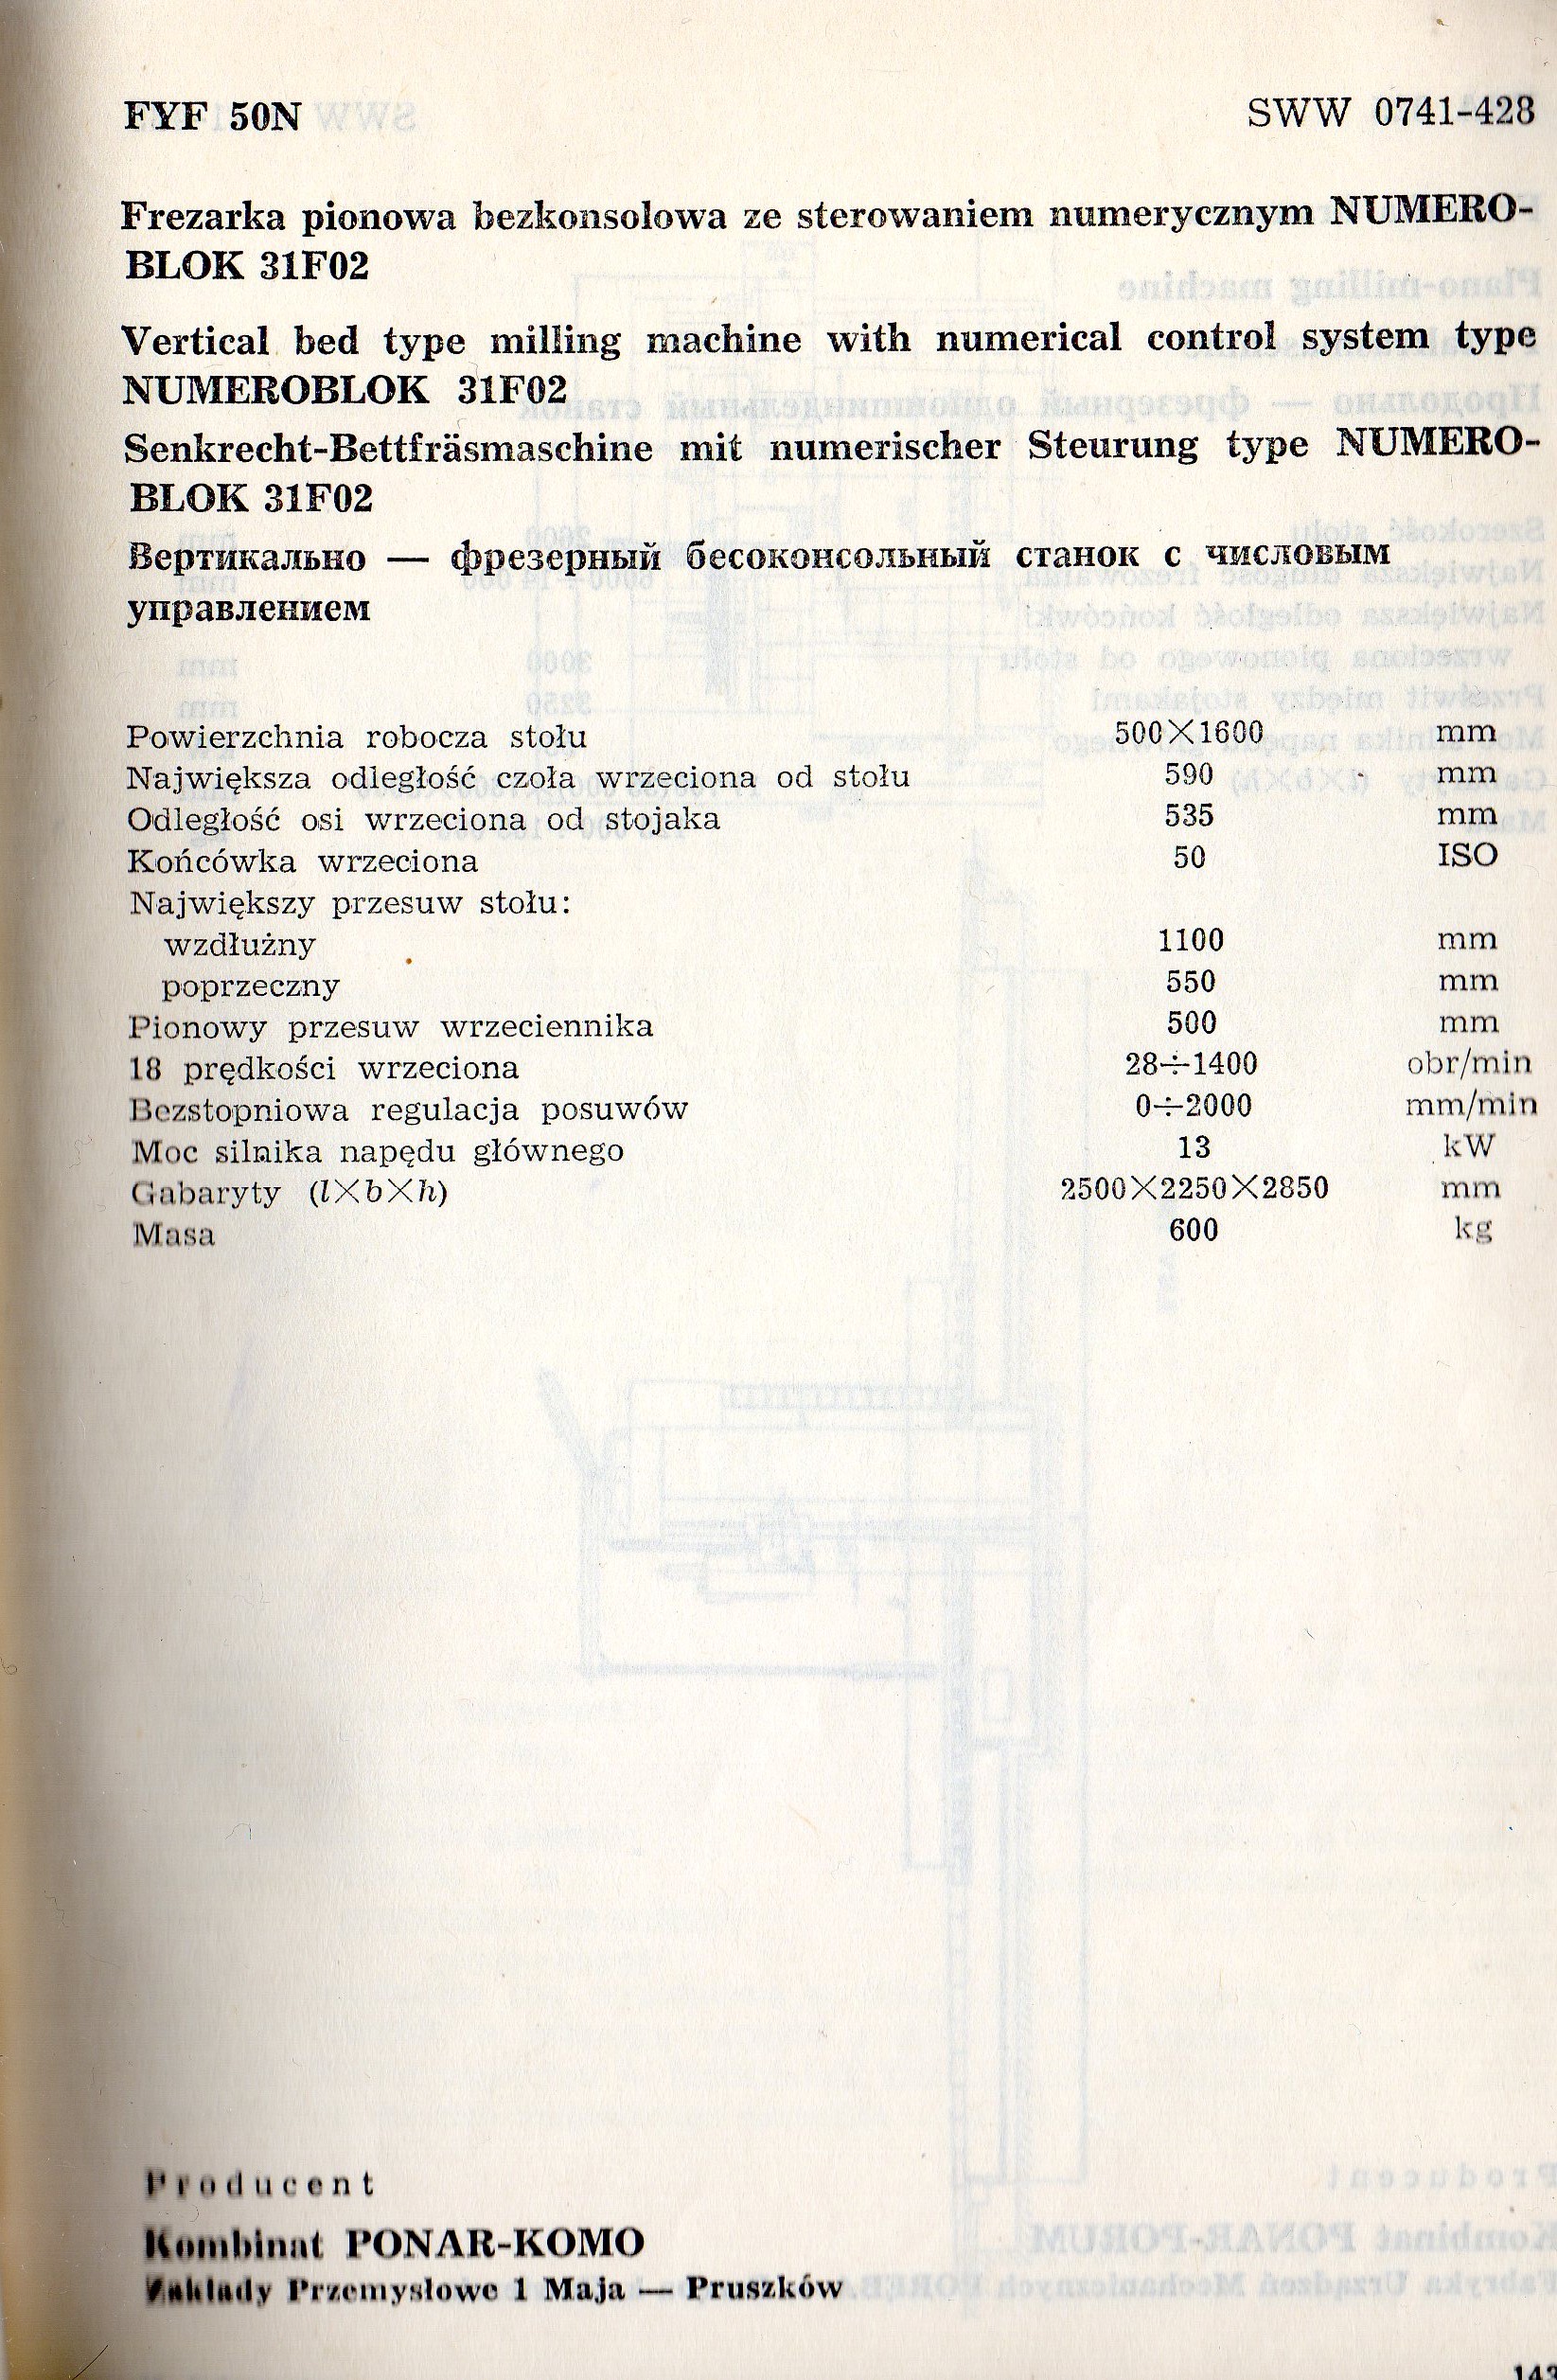 FYF 50N SWW 0741-428
Frezarka pionowa bezkonsolowa ze sterowaniem numerycznym NUMERO-
BLOK 31F02
Vertical bed type milling machine with numerical control system type
NUMEROBLOK 31F02
Senkrecht-Bettfräsmaschine mit numerischer Steurung type NUMERO-
BLOK 31F02
Вертикально — фрезерный бесоконсольный станок с числовым
управлением
Powierzchnia robocza stołu 500×1600 mm
Największa odległość czoła wrzeciona od stołu 590 mm
Odległość osi wrzeciona od stojaka 535 mm
Końcówka wrzeciona 50 ISO
Największy przesuw stołu:
wzdłużny 1100 mm
poprzeczny 550 mm
Pionowy przesuw wrzeciennika 500 mm
18 prędkości wrzeciona 28÷1400 obr/min
Bezstopniowa regulacja posuwów 0÷2000 mm/min
Moc silnika napędu głównego 13 kW
Gabaryty (l×b×h) 2500×2250×2850 mm
Masa 600 kg
Producent
Kombinat PONAR-KOMO
Zakłady Przemysłowe 1 Maja — Pruszków